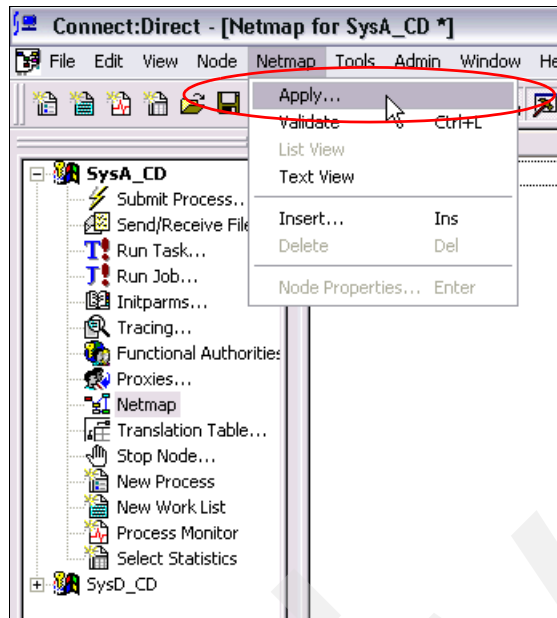 Connect:Direct - [Netmap for SysA_CD *]
File Edit View Node Netmap Tools Admin Window He
Apply...
Validate Ctrl+L
List View
Text View
Insert... Ins
Delete Del
Node Properties... Enter
SysA_CD
Submit Process..
Send/Receive File
Run Task...
Run Job...
Initparms...
Tracing...
Functional Authorities
Proxies...
Netmap
Translation Table...
Stop Node...
New Process
New Work List
Process Monitor
Select Statistics
SysD_CD